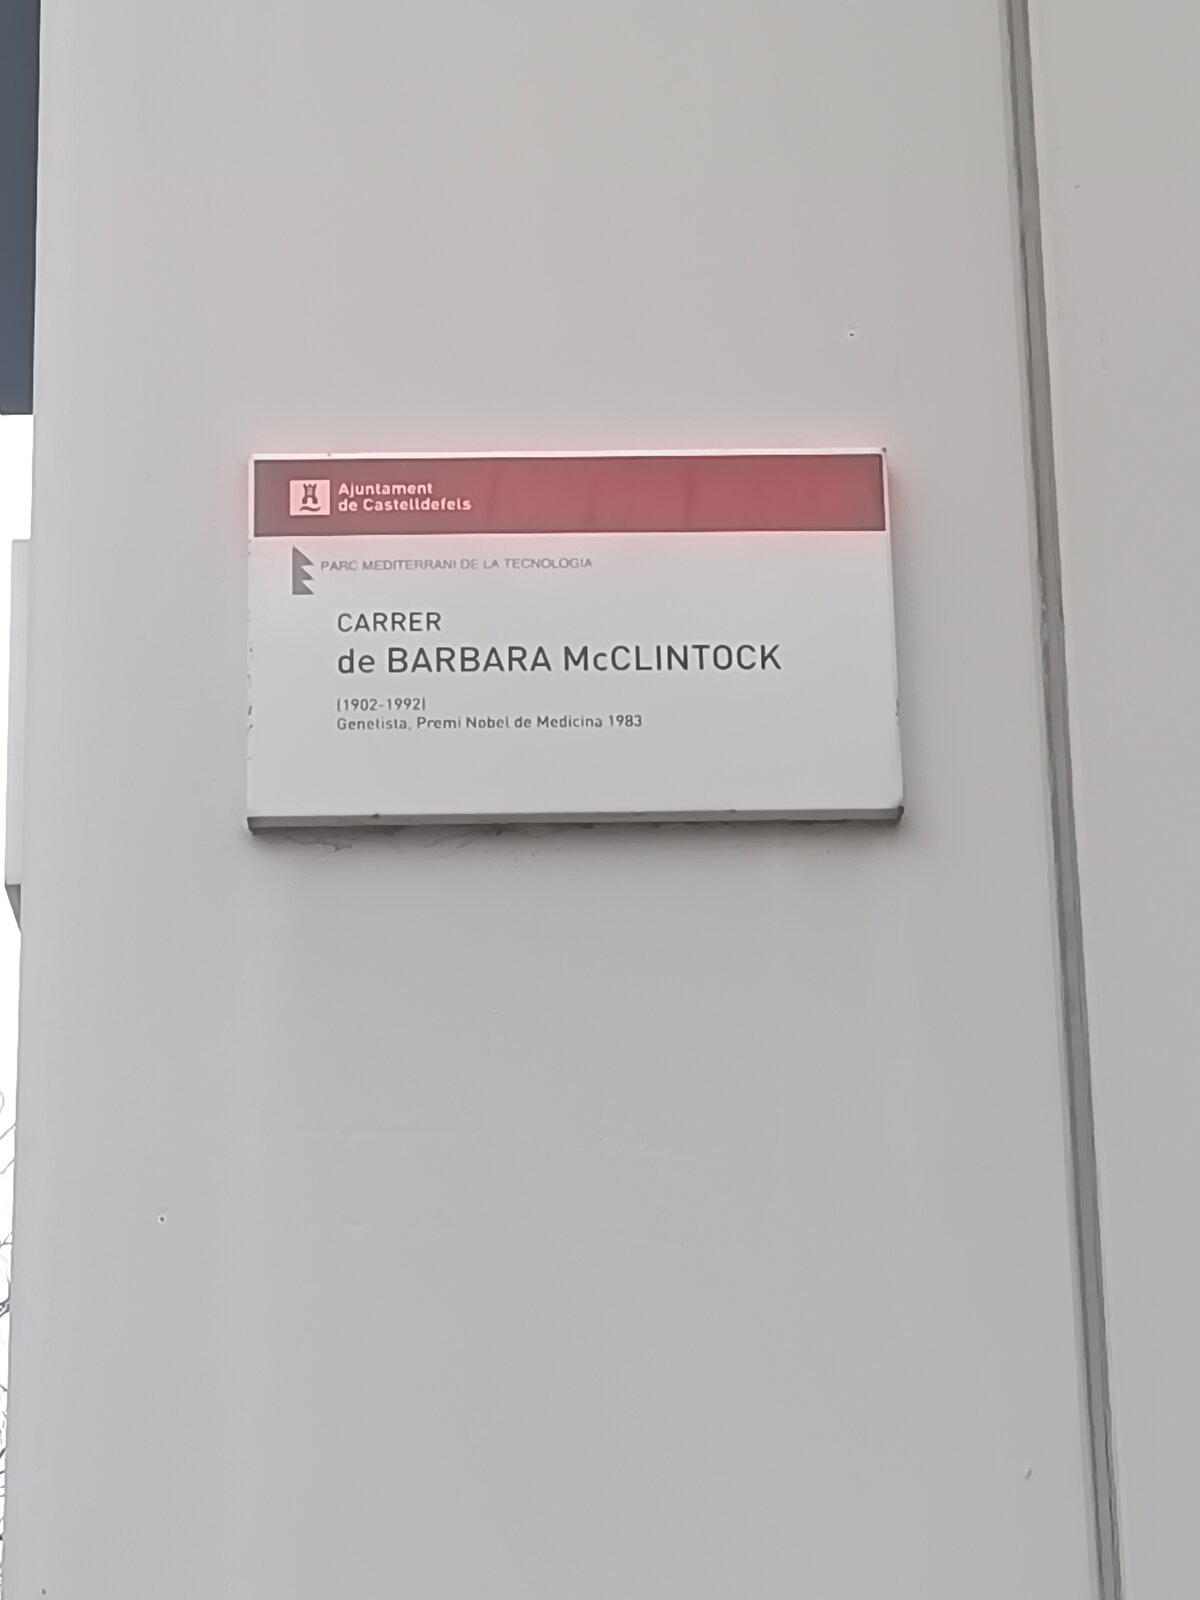 Ajuntament
de Castelldefels
PARC MEDITERRANI DE LA TECNOLOGIA
CARRER
de BARBARA McCLINTOCK
(1902-1992)
Genetista, Premi Nobel de Medicina 1983